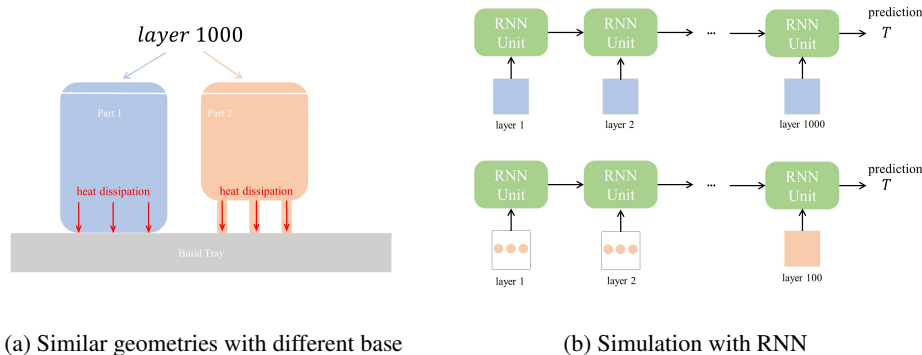 layer 1000
Part 1
Part 2
heat dissipation
heat dissipation
Build Tray
(a) Similar geometries with different base
RNN
Unit
RNN
Unit
...
RNN
Unit
prediction
T
layer 1
layer 2
layer 1000
RNN
Unit
RNN
Unit
...
RNN
Unit
prediction
T
layer 1
layer 2
layer 100
(b) Simulation with RNN